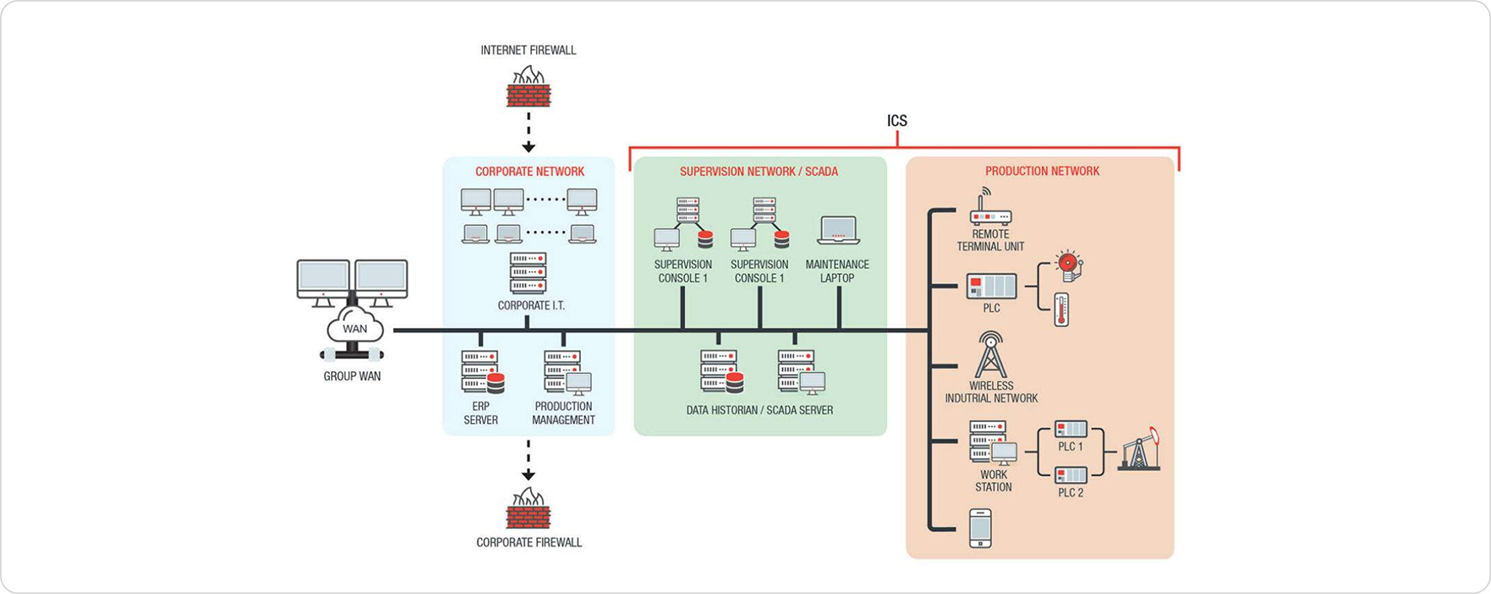 INTERNET FIREWALL
ICS
CORPORATE NETWORK
CORPORATE I.T.
ERP
SERVER
PRODUCTION
MANAGEMENT
SUPERVISION NETWORK / SCADA
SUPERVISION
CONSOLE 1
SUPERVISION
CONSOLE 1
MAINTENANCE
LAPTOP
DATA HISTORIAN / SCADA SERVER
PRODUCTION NETWORK
REMOTE
TERMINAL UNIT
PLC
WIRELESS
INDUTRIAL NETWORK
WORK
STATION
PLC 1
PLC 2
WAN
GROUP WAN
CORPORATE FIREWALL